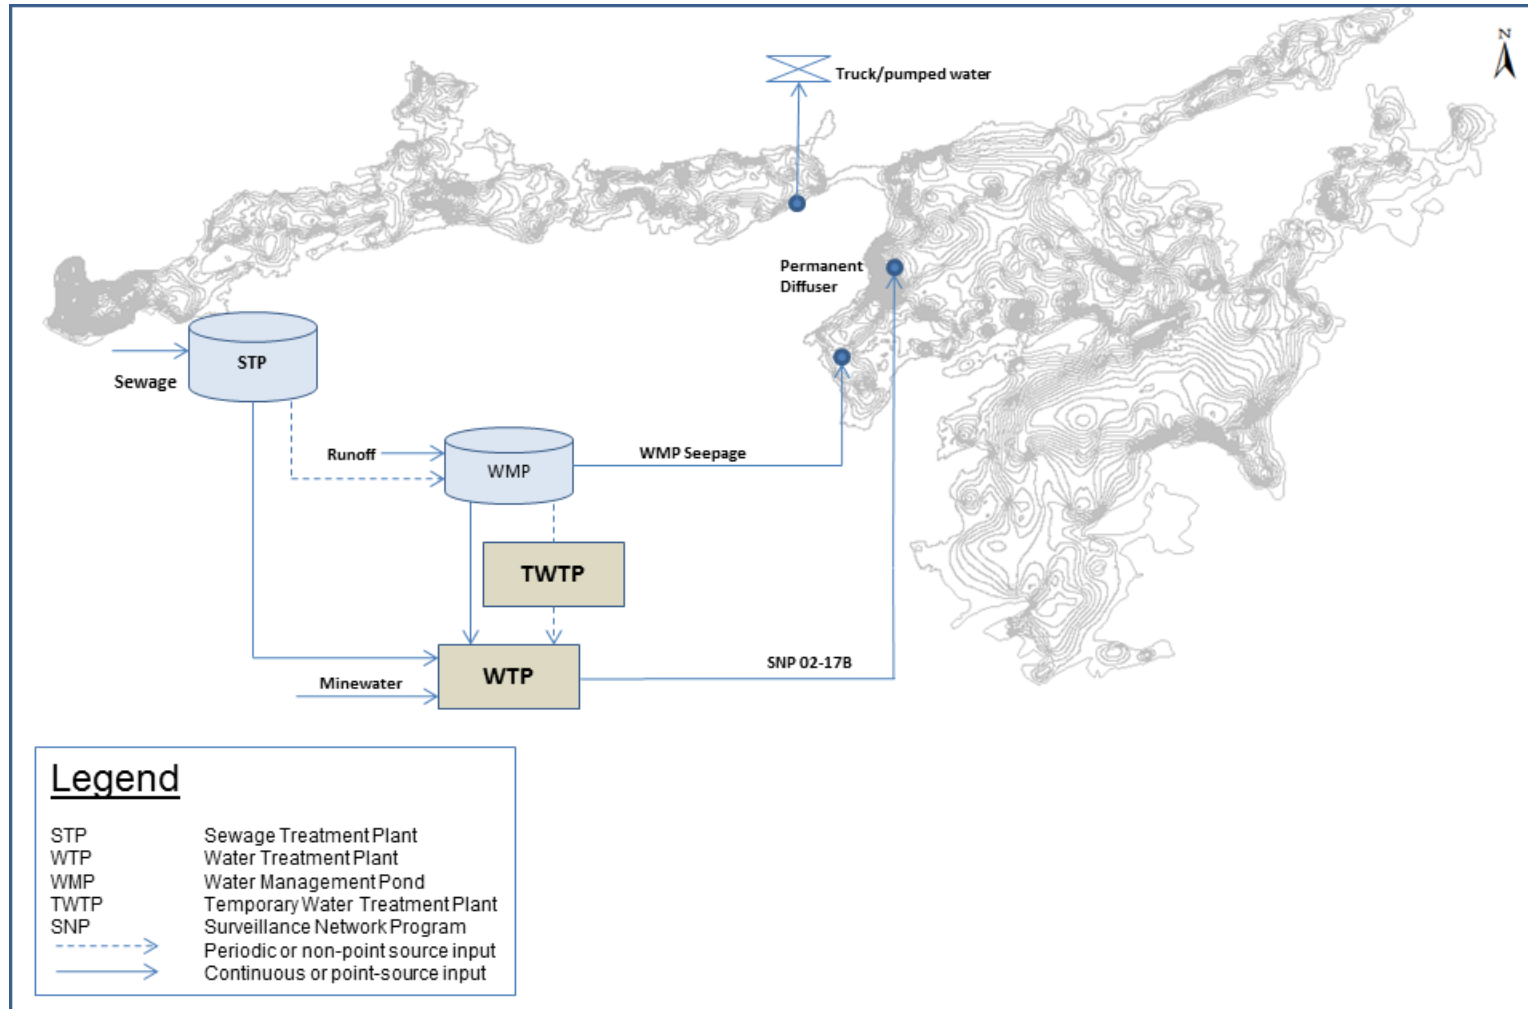 N
Truck/pumped water
Permanent
Diffuser
STP
Sewage
Runoff
WMP
WMP Seepage
TWTP
WTP
SNP 02-17B
Minewater
Legend
STP Sewage Treatment Plant
WTP Water Treatment Plant
WMP Water Management Pond
TWTP Temporary Water Treatment Plant
SNP Surveillance Network Program
Periodic or non-point source input
Continuous or point-source input